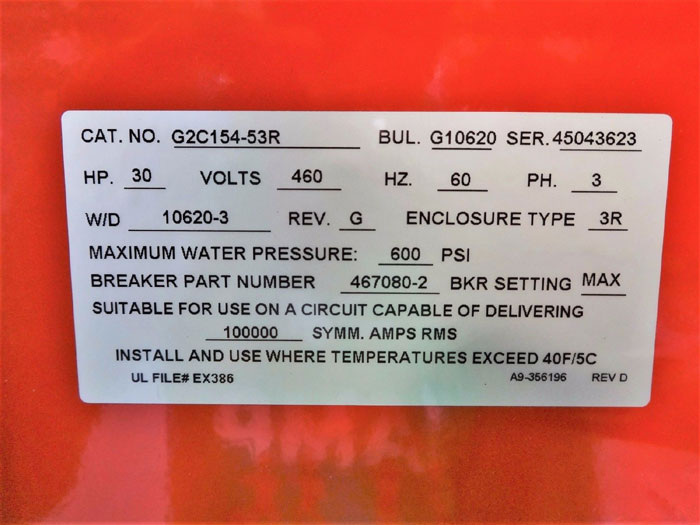 CAT. NO. G2C154-53R BUL. G10620 SER. 45043623
HP. 30 VOLTS 460 HZ. 60 PH. 3
W/D 10620-3 REV. G ENCLOSURE TYPE 3R
MAXIMUM WATER PRESSURE: 600 PSI
BREAKER PART NUMBER 467080-2 BKR SETTING MAX
SUITABLE FOR USE ON A CIRCUIT CAPABLE OF DELIVERING
100000 SYMM. AMPS RMS
INSTALL AND USE WHERE TEMPERATURES EXCEED 40F/5C
UL FILE# EX386 A9-356196 REV D